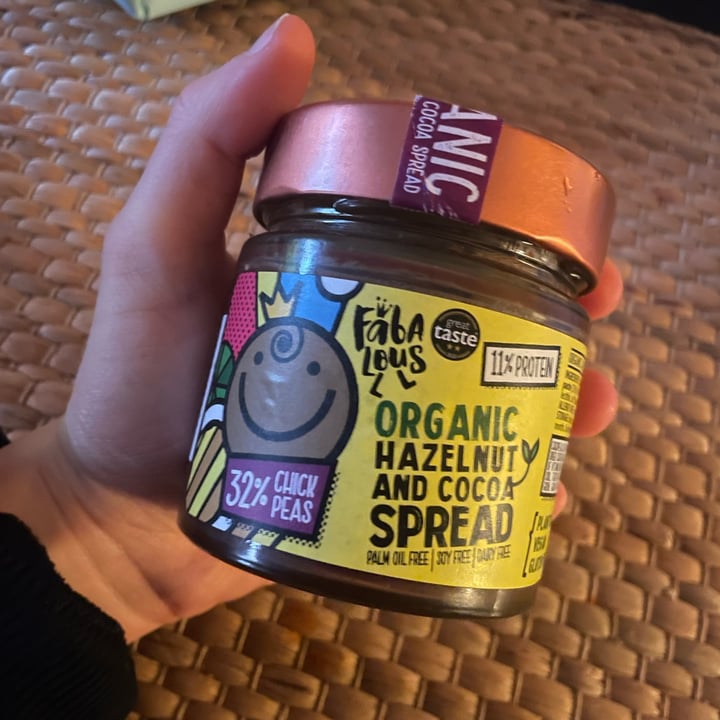 ANIC
COCOA SPREAD
FabA
LOUS
great
taste
11% PROTEIN
ORGANIC
HAZELNUT
AND COCOA
SPREAD
PALM OIL FREE | SOY FREE | DAIRY FREE
32% CHICK
PEAS